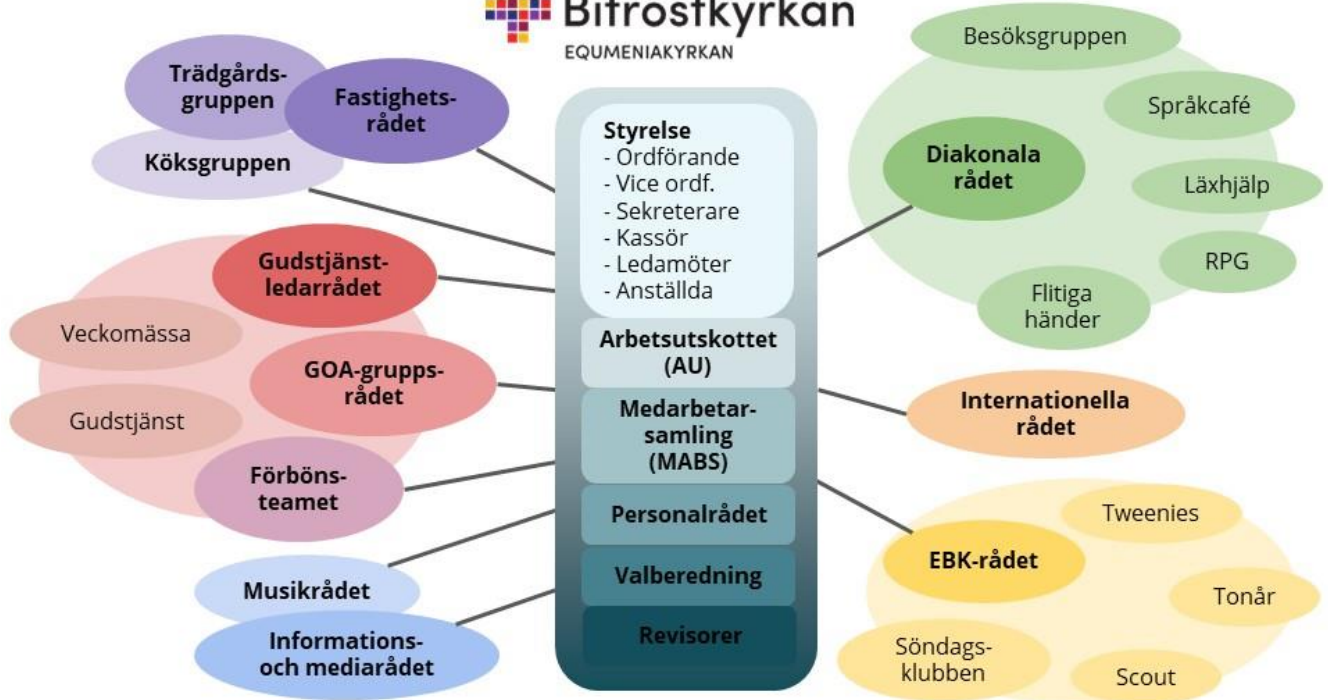 Bifrostkyrkan
EQUMENIAKYRKAN
Trädgårds-
gruppen
Fastighets-
rådet
Köksgruppen
Gudstjänst-
ledarrådet
Veckomässa
GOA-grupps-
rådet
Gudstjänst
Förböns-
teamet
Musikrådet
Informations-
och mediarådet
Styrelse
- Ordförande
- Vice ordf.
- Sekreterare
- Kassör
- Ledamöter
- Anställda
Arbetsutskottet
(AU)
Medarbetar-
samling
(MABS)
Personalrådet
Valberedning
Revisorer
Besöksgruppen
Språkcafé
Diakonala
rådet
Läxhjälp
RPG
Flitiga
händer
Internationella
rådet
Tweenies
EBK-rådet
Tonår
Söndags-
klubben
Scout